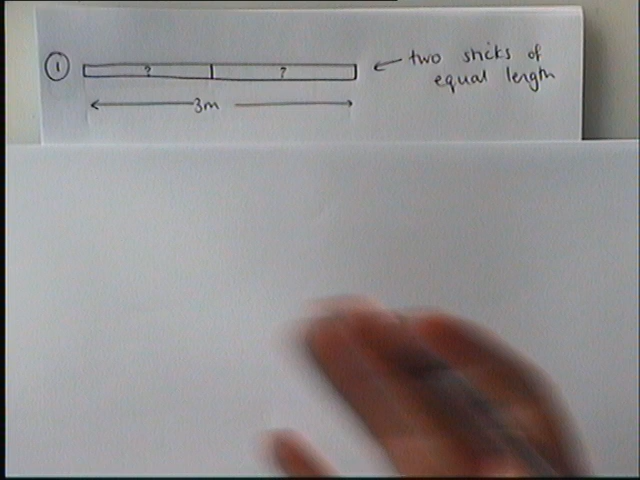 ① ? ? ← two sticks of
equal length
3m